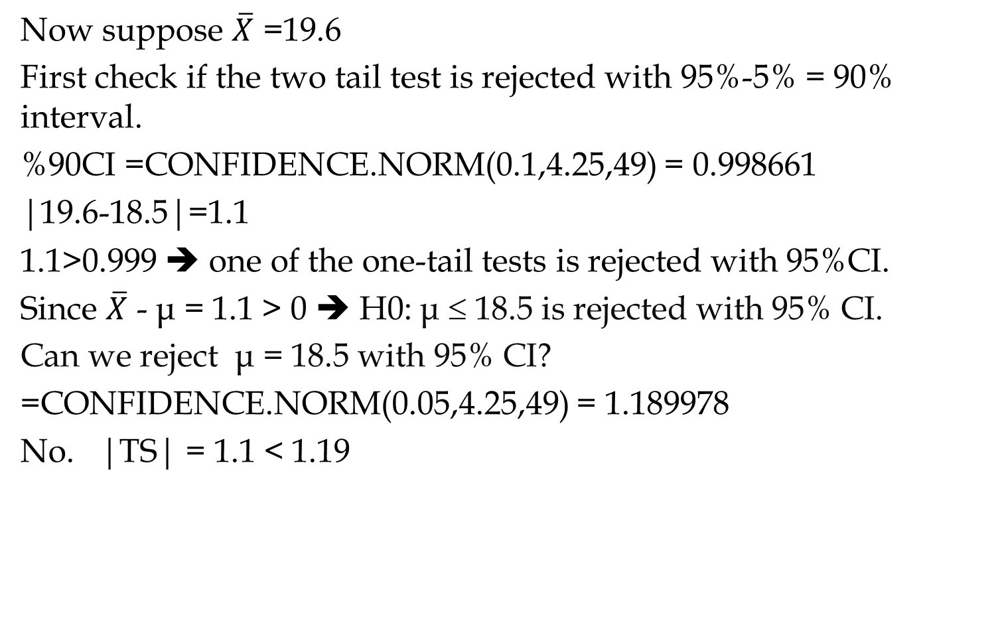 Now suppose X̄ =19.6
First check if the two tail test is rejected with 95%-5% = 90%
interval.
%90CI =CONFIDENCE.NORM(0.1,4.25,49) = 0.998661
|19.6-18.5|=1.1
1.1>0.999 🡺 one of the one-tail tests is rejected with 95%CI.
Since X̄ - µ = 1.1 > 0 🡺 H0: µ ≤ 18.5 is rejected with 95% CI.
Can we reject µ = 18.5 with 95% CI?
=CONFIDENCE.NORM(0.05,4.25,49) = 1.189978
No. |TS| = 1.1 < 1.19